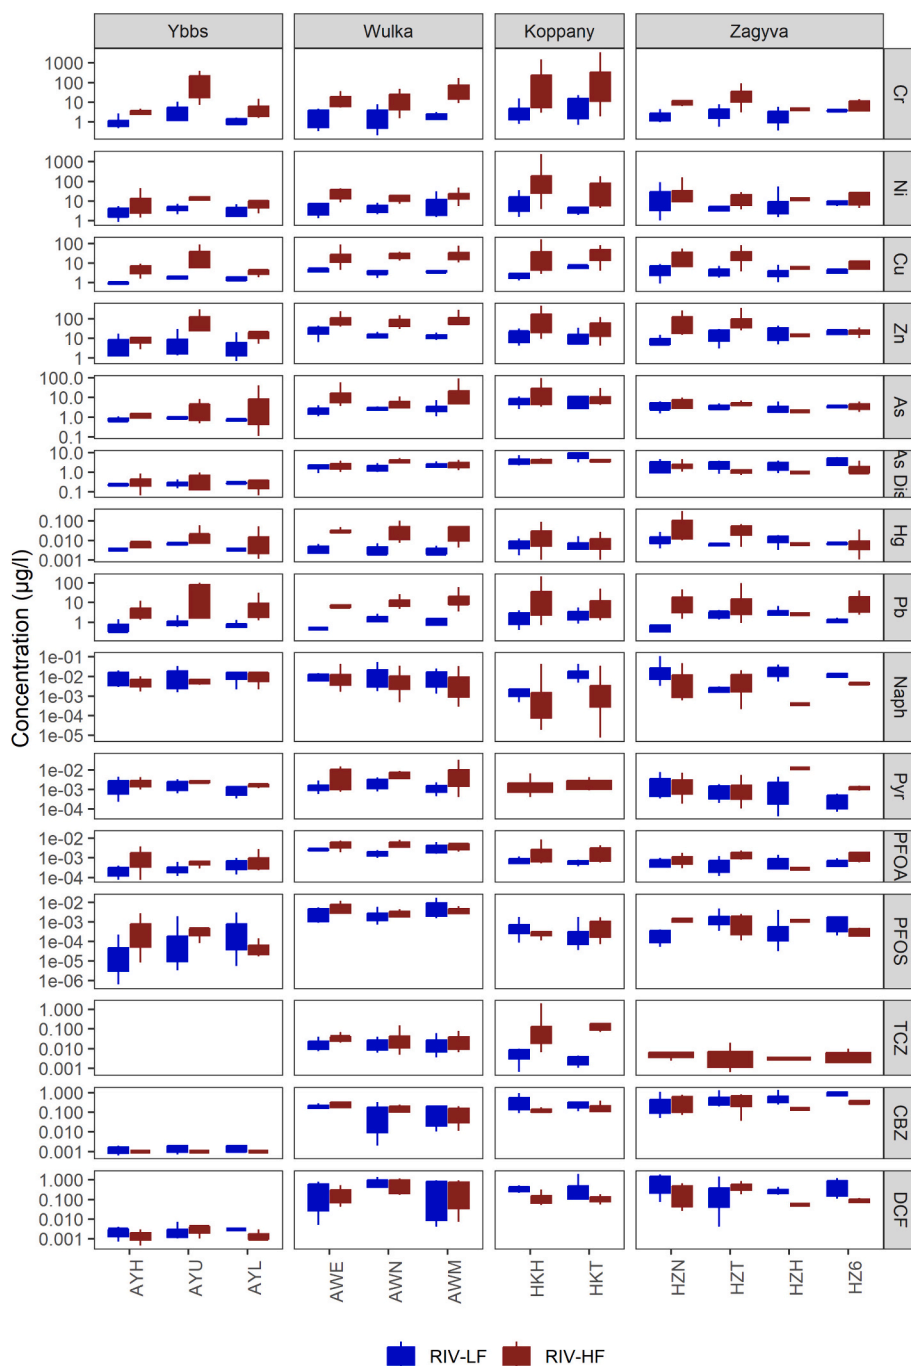 Ybbs Wulka Koppany Zagyva
1000
100
10
1
Cr
1000
100
10
1
Ni
100
10
1
Cu
100
10
1
Zn
100.0
10.0
1.0
0.1
As
10.0
1.0
0.1
As Dis
0.100
0.001
Hg
100
10
1
Pb
1e-01
1e-02
1e-03
1e-04
1e-05
Naph
1e-02
1e-03
1e-04
Pyr
1e-02
1e-03
1e-04
PFOA
1e-02
1e-03
1e-04
1e-05
1e-06
PFOS
1.000
0.100
0.010
0.001
TCZ
1.000
0.100
0.001
CBZ
1.000
0.100
0.010
0.001
DCF
Concentration (µg/l)
AYH AYU AYL AWE AWN AWM HKH HKT HZN HZT HZH HZ6
RIV-LF RIV-HF